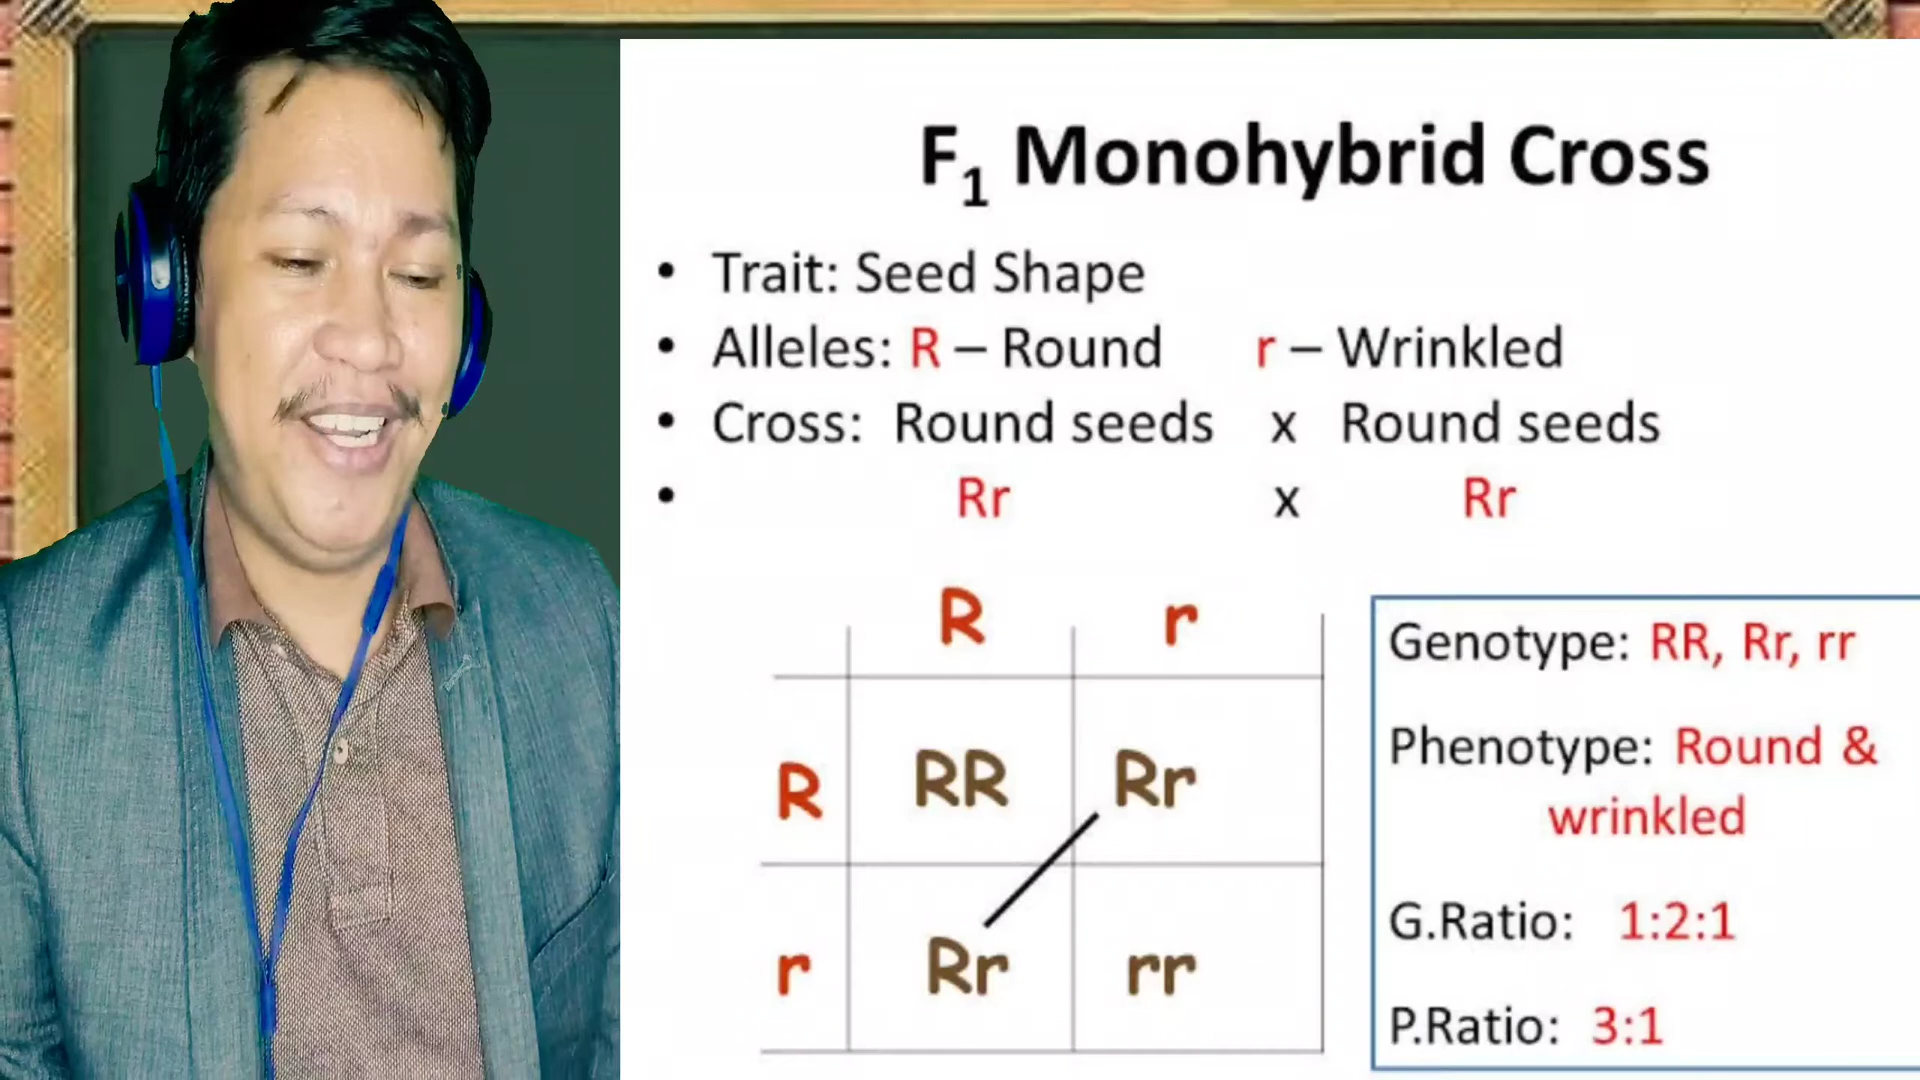 F1 Monohybrid Cross
• Trait: Seed Shape
• Alleles: R – Round r – Wrinkled
• Cross: Round seeds x Round seeds
• Rr x Rr
R r
R RR Rr
r Rr rr
Genotype: RR, Rr, rr
Phenotype: Round &
wrinkled
G.Ratio: 1:2:1
P.Ratio: 3:1